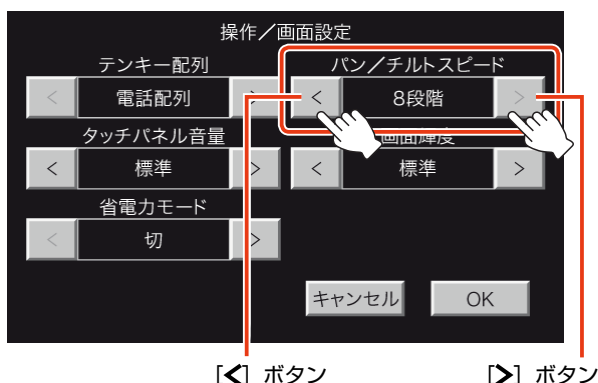 操作／画面設定
テンキー配列 パン／チルトスピード
< 電話配列 > < 8段階 >
タッチパネル音量 画面輝度
< 標準 > < 標準 >
省電力モード
< 切 >
キャンセル OK
[<] ボタン [>] ボタン